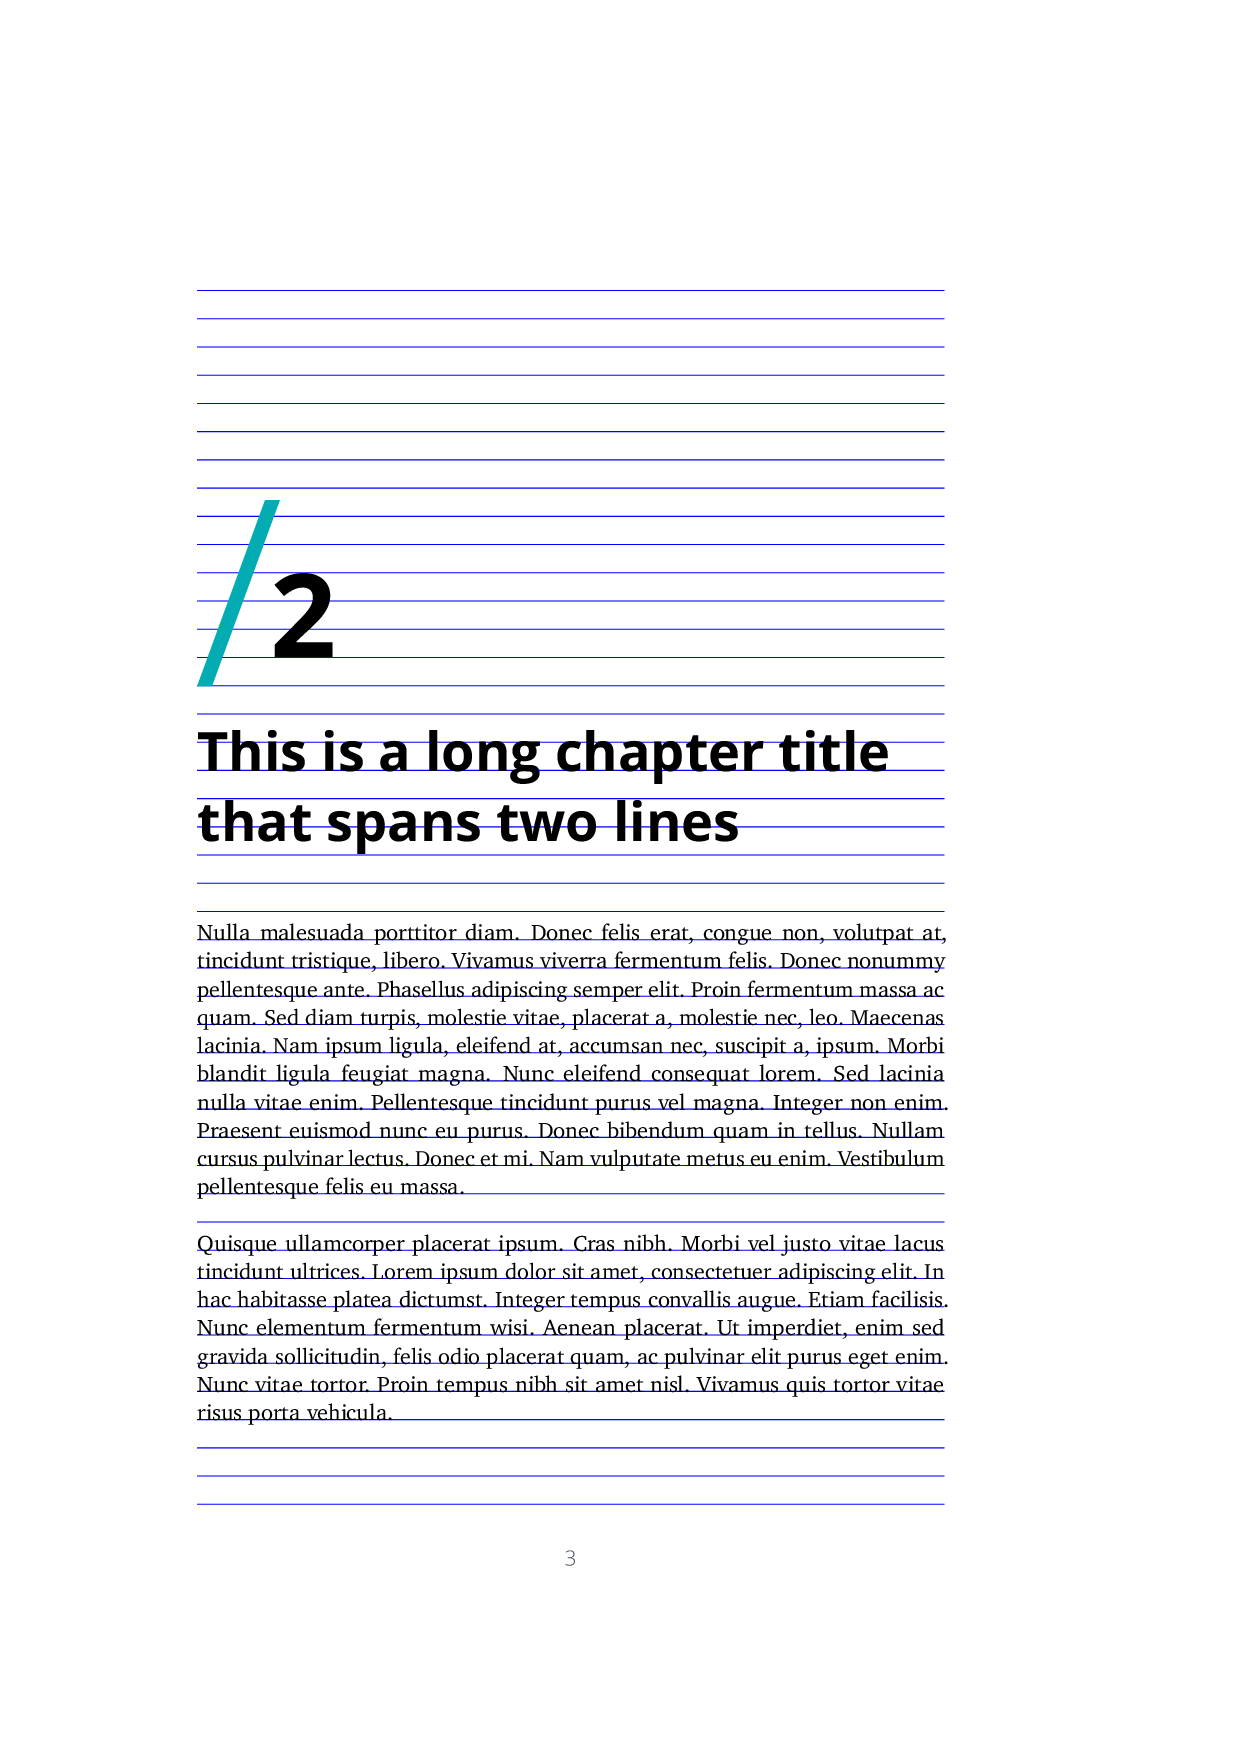 /2
This is a long chapter title
that spans two lines
Nulla malesuada porttitor diam. Donec felis erat, congue non, volutpat at,
tincidunt tristique, libero. Vivamus viverra fermentum felis. Donec nonummy
pellentesque ante. Phasellus adipiscing semper elit. Proin fermentum massa ac
quam. Sed diam turpis, molestie vitae, placerat a, molestie nec, leo. Maecenas
lacinia. Nam ipsum ligula, eleifend at, accumsan nec, suscipit a, ipsum. Morbi
blandit ligula feugiat magna. Nunc eleifend consequat lorem. Sed lacinia
nulla vitae enim. Pellentesque tincidunt purus vel magna. Integer non enim.
Praesent euismod nunc eu purus. Donec bibendum quam in tellus. Nullam
cursus pulvinar lectus. Donec et mi. Nam vulputate metus eu enim. Vestibulum
pellentesque felis eu massa.
Quisque ullamcorper placerat ipsum. Cras nibh. Morbi vel justo vitae lacus
tincidunt ultrices. Lorem ipsum dolor sit amet, consectetuer adipiscing elit. In
hac habitasse platea dictumst. Integer tempus convallis augue. Etiam facilisis.
Nunc elementum fermentum wisi. Aenean placerat. Ut imperdiet, enim sed
gravida sollicitudin, felis odio placerat quam, ac pulvinar elit purus eget enim.
Nunc vitae tortor. Proin tempus nibh sit amet nisl. Vivamus quis tortor vitae
risus porta vehicula.
3